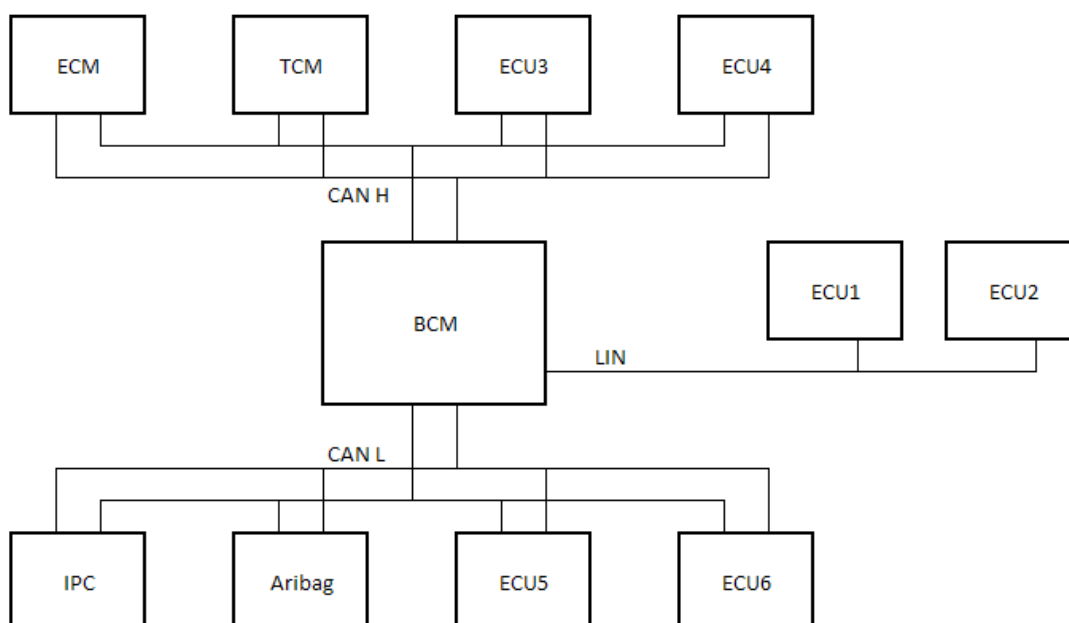 ECM
TCM
ECU3
ECU4
CAN H
BCM
ECU1
ECU2
LIN
CAN L
IPC
Aribag
ECU5
ECU6